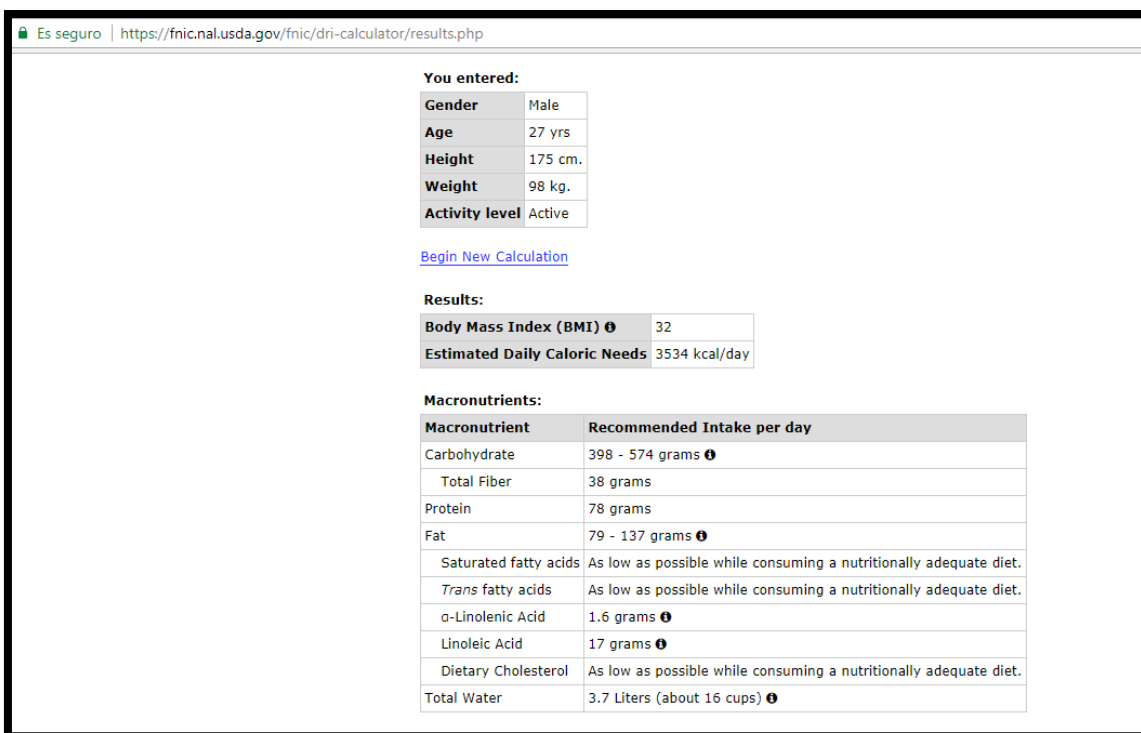 Es seguro | https://fnic.nal.usda.gov/fnic/dri-calculator/results.php
You entered:
Gender Male
Age 27 yrs
Height 175 cm.
Weight 98 kg.
Activity level Active
Begin New Calculation
Results:
Body Mass Index (BMI) 32
Estimated Daily Caloric Needs 3534 kcal/day
Macronutrients:
Macronutrient Recommended Intake per day
Carbohydrate 398 - 574 grams
Total Fiber 38 grams
Protein 78 grams
Fat 79 - 137 grams
Saturated fatty acids As low as possible while consuming a nutritionally adequate diet.
Trans fatty acids As low as possible while consuming a nutritionally adequate diet.
α-Linolenic Acid 1.6 grams
Linoleic Acid 17 grams
Dietary Cholesterol As low as possible while consuming a nutritionally adequate diet.
Total Water 3.7 Liters (about 16 cups)